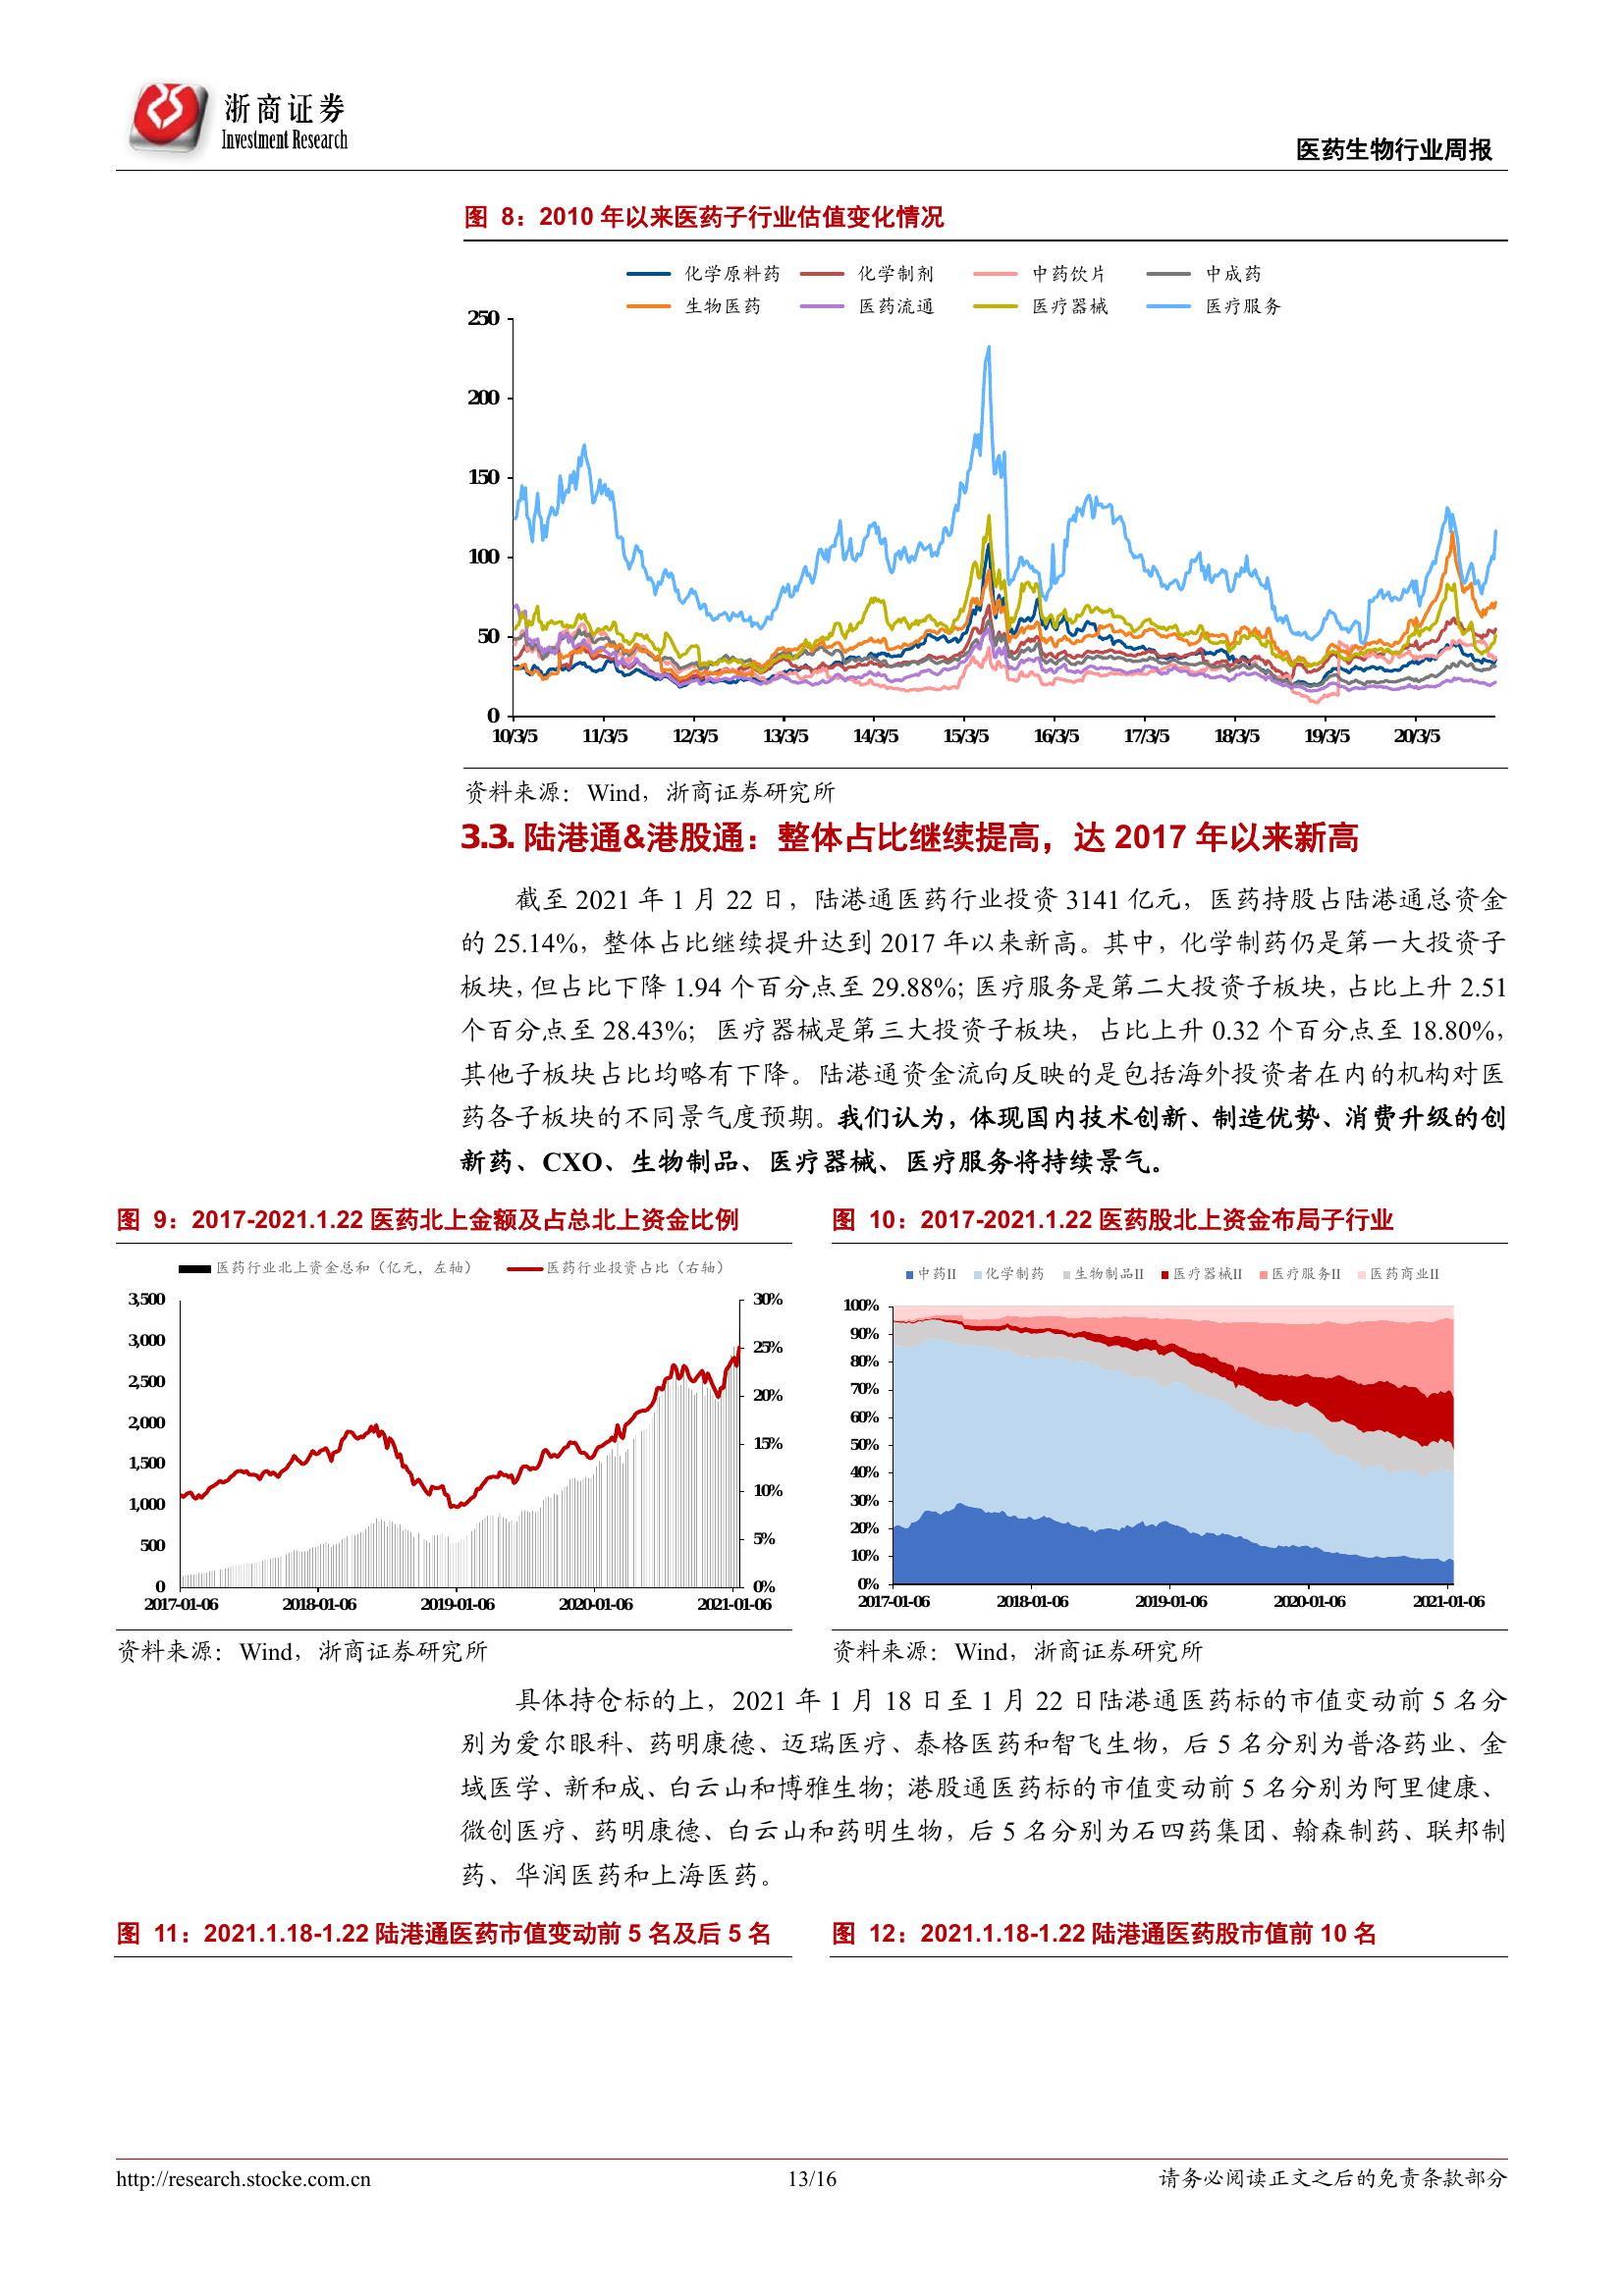 浙商证券
Investment Research
医药生物行业周报
图 8：2010 年以来医药子行业估值变化情况
化学原料药 化学制剂 中药饮片 中成药
生物医药 医药流通 医疗器械 医疗服务
250
200
150
100
50
0
10/3/5 11/3/5 12/3/5 13/3/5 14/3/5 15/3/5 16/3/5 17/3/5 18/3/5 19/3/5 20/3/5
资料来源：Wind，浙商证券研究所
3.3. 陆港通&港股通：整体占比继续提高，达 2017 年以来新高
截至 2021 年 1 月 22 日，陆港通医药行业投资 3141 亿元，医药持股占陆港通总资金
的 25.14%，整体占比继续提升达到 2017 年以来新高。其中，化学制药仍是第一大投资子
板块，但占比下降 1.94 个百分点至 29.88%；医疗服务是第二大投资子板块，占比上升 2.51
个百分点至 28.43%；医疗器械是第三大投资子板块，占比上升 0.32 个百分点至 18.80%，
其他子板块占比均略有下降。陆港通资金流向反映的是包括海外投资者在内的机构对医
药各子板块的不同景气度预期。我们认为，体现国内技术创新、制造优势、消费升级的创
新药、CXO、生物制品、医疗器械、医疗服务将持续景气。
图 9：2017-2021.1.22 医药北上金额及占总北上资金比例
医药行业北上资金总和（亿元，左轴） 医药行业投资占比（右轴）
3,500
3,000
2,500
2,000
1,500
1,000
500
0
30%
25%
20%
15%
10%
5%
0%
2017-01-06 2018-01-06 2019-01-06 2020-01-06 2021-01-06
资料来源：Wind，浙商证券研究所
图 10：2017-2021.1.22 医药股北上资金布局子行业
中药II 化学制药 生物制品II 医疗器械II 医疗服务II 医药商业II
100%
90%
80%
70%
60%
50%
40%
30%
20%
10%
0%
2017-01-06 2018-01-06 2019-01-06 2020-01-06 2021-01-06
资料来源：Wind，浙商证券研究所
具体持仓标的上，2021 年 1 月 18 日至 1 月 22 日陆港通医药标的市值变动前 5 名分
别为爱尔眼科、药明康德、迈瑞医疗、泰格医药和智飞生物，后 5 名分别为普洛药业、金
域医学、新和成、白云山和博雅生物；港股通医药标的市值变动前 5 名分别为阿里健康、
微创医疗、药明康德、白云山和药明生物，后 5 名分别为石四药集团、翰森制药、联邦制
药、华润医药和上海医药。
图 11：2021.1.18-1.22 陆港通医药市值变动前 5 名及后 5 名
图 12：2021.1.18-1.22 陆港通医药股市值前 10 名
http://research.stocke.com.cn
13/16
请务必阅读正文之后的免责条款部分